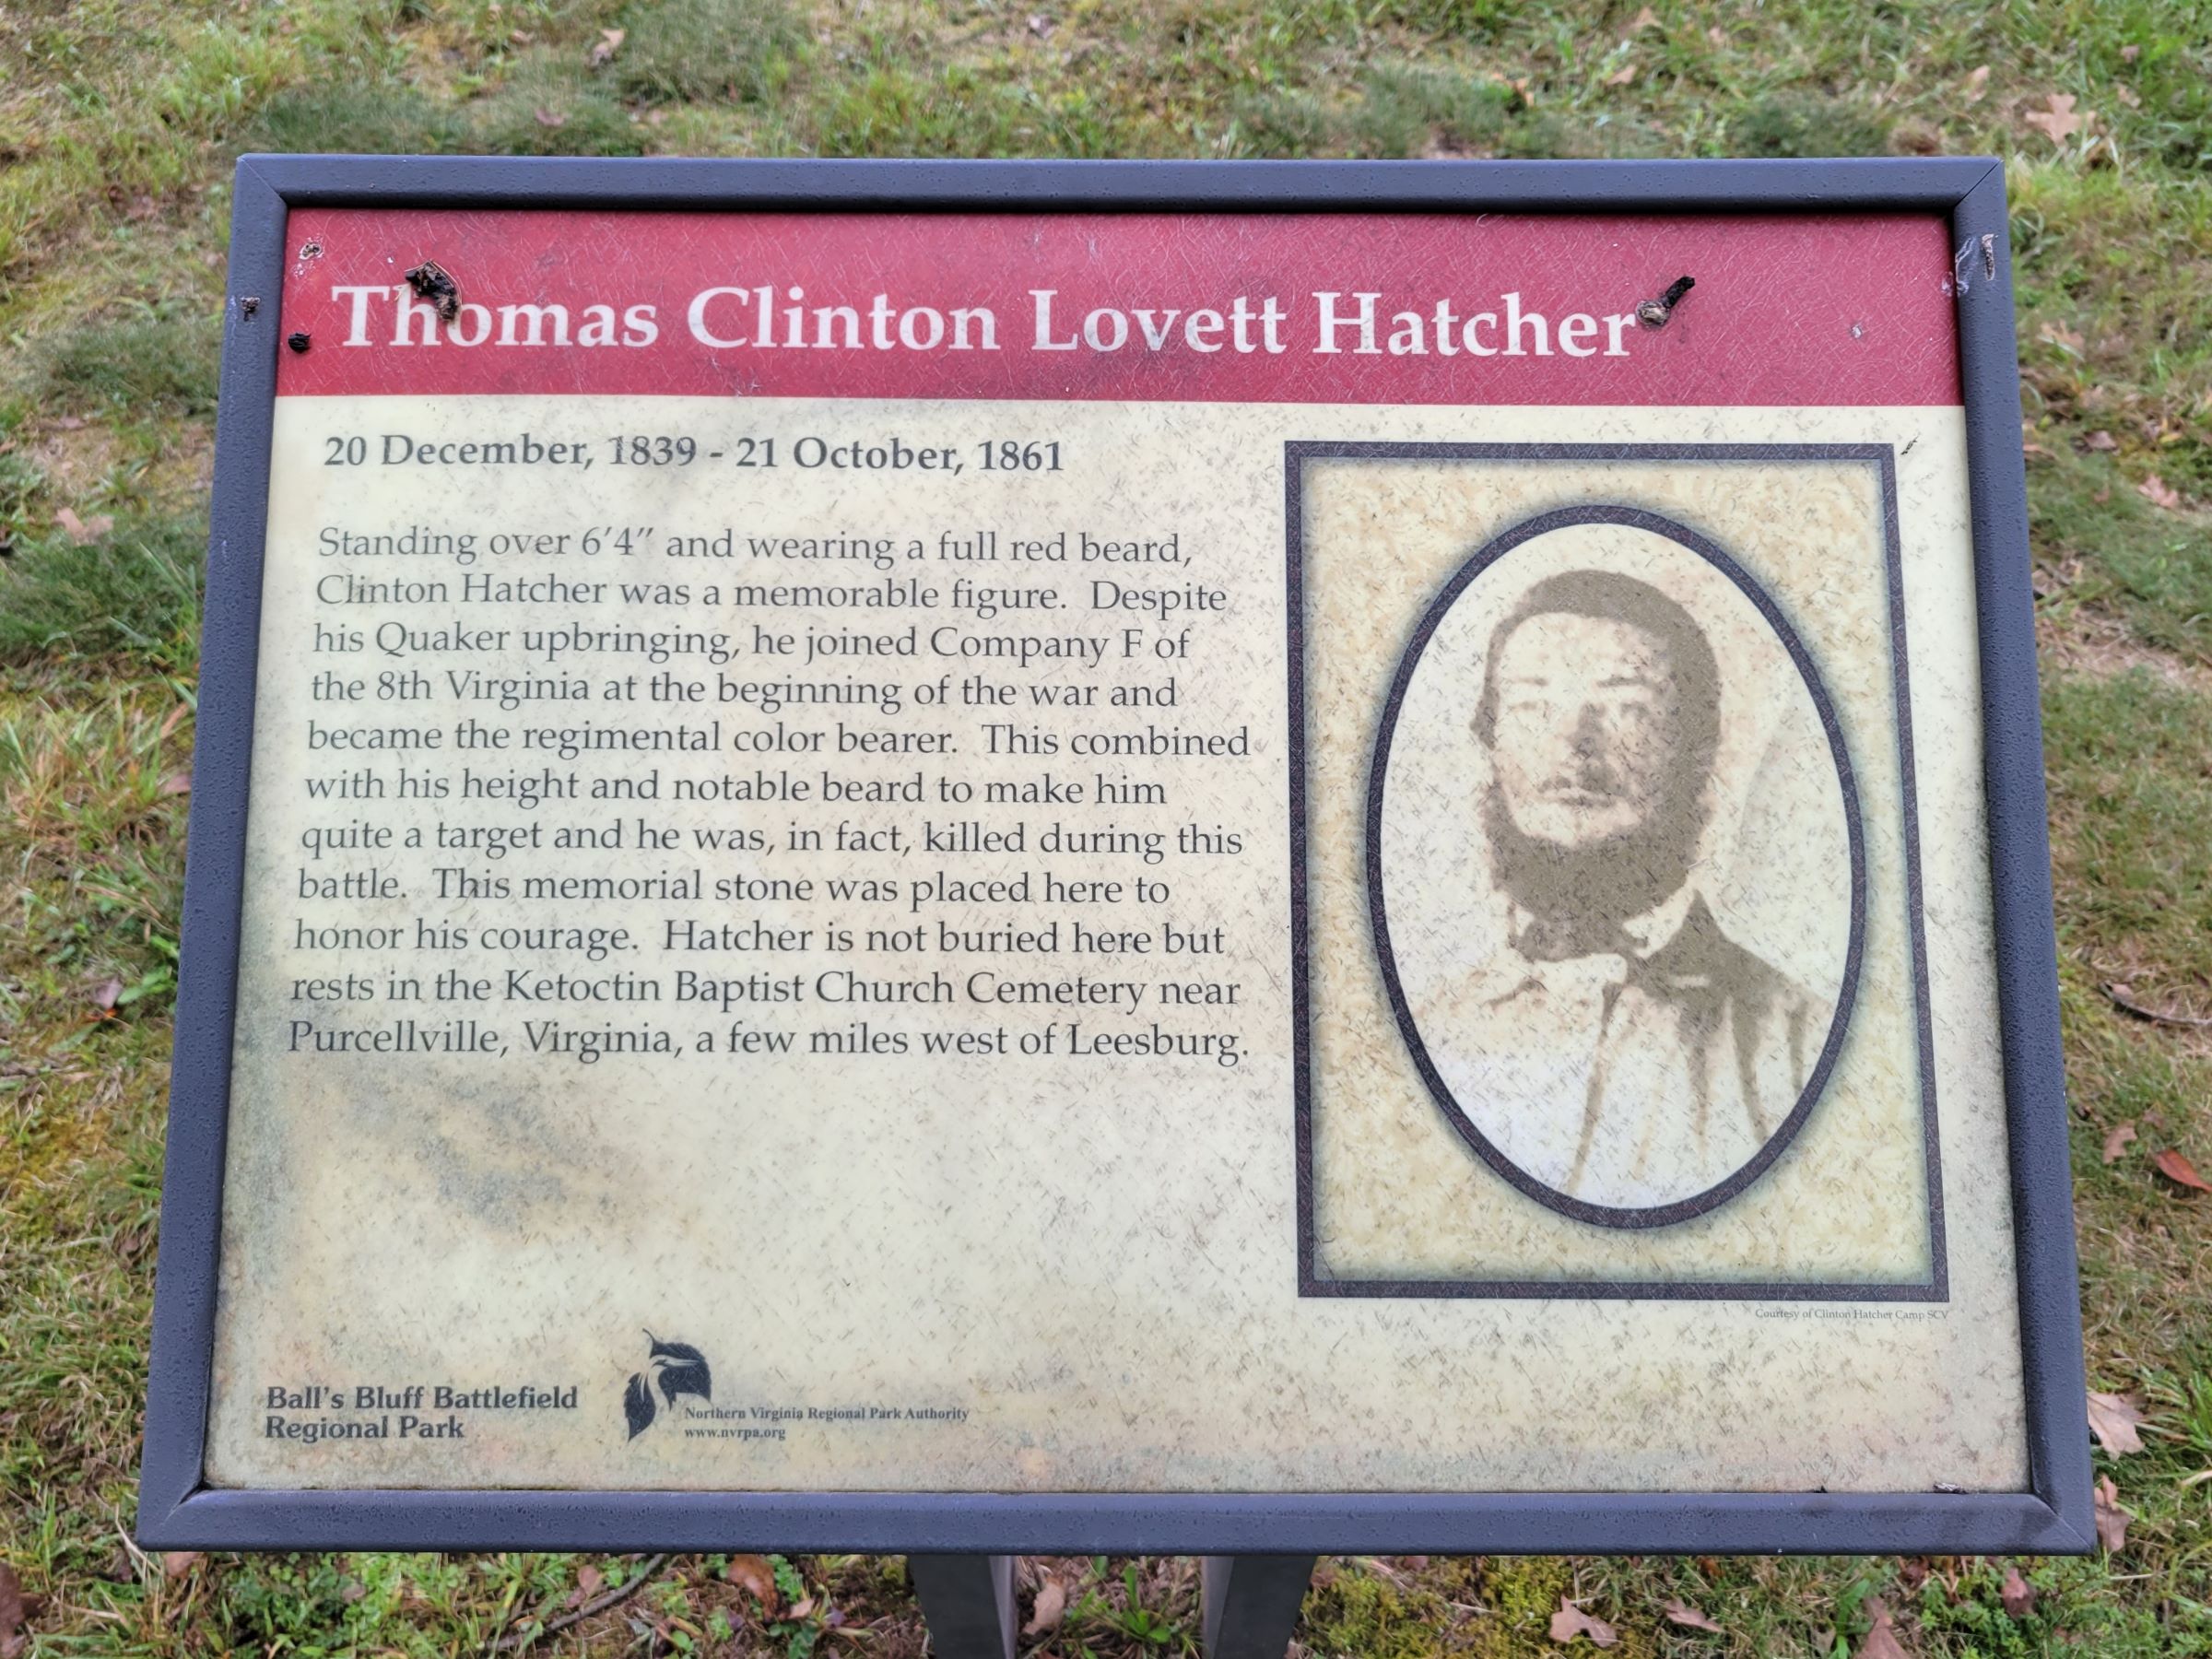 Thomas Clinton Lovett Hatcher
20 December, 1839 - 21 October, 1861
Standing over 6'4" and wearing a full red beard,
Clinton Hatcher was a memorable figure. Despite
his Quaker upbringing, he joined Company F of
the 8th Virginia at the beginning of the war and
became the regimental color bearer. This combined
with his height and notable beard to make him
quite a target and he was, in fact, killed during this
battle. This memorial stone was placed here to
honor his courage. Hatcher is not buried here but
rests in the Ketoctin Baptist Church Cemetery near
Purcellville, Virginia, a few miles west of Leesburg.
Courtesy of Clinton Hatcher Camp SCV
Ball's Bluff Battlefield
Regional Park
Northern Virginia Regional Park Authority
www.nvrpa.org